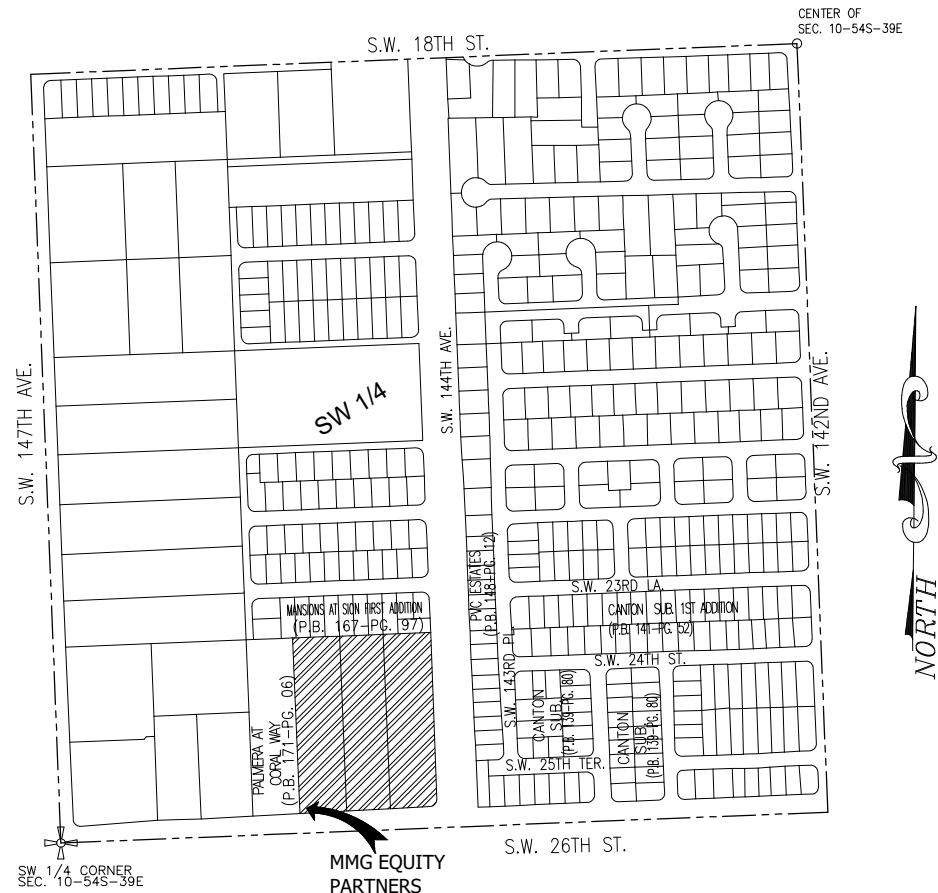 CENTER OF
SEC. 10-54S-39E
S.W. 18TH ST.
S.W. 147TH AVE.
S.W. 144TH AVE.
S.W. 142ND AVE.
SW 1/4
NORTH
PVC ESTATES
(P.B. 148-PG. 12)
S.W. 23RD LA.
MANSIONS AT SION FIRST ADDITION
(P.B. 167-PG. 97)
CANTON SUB. 1ST ADDITION
(P.B. 141-PG. 52)
S.W. 24TH ST.
S.W. 143RD PL.
PALMERA AT
CORAL WAY
(P.B. 171-PG. 06)
CANTON
SUB.
(P.B. 139-PG. 80)
CANTON
SUB.
(P.B. 139-PG. 80)
S.W. 25TH TER.
S.W. 26TH ST.
MMG EQUITY
PARTNERS
SW 1/4 CORNER
SEC. 10-54S-39E